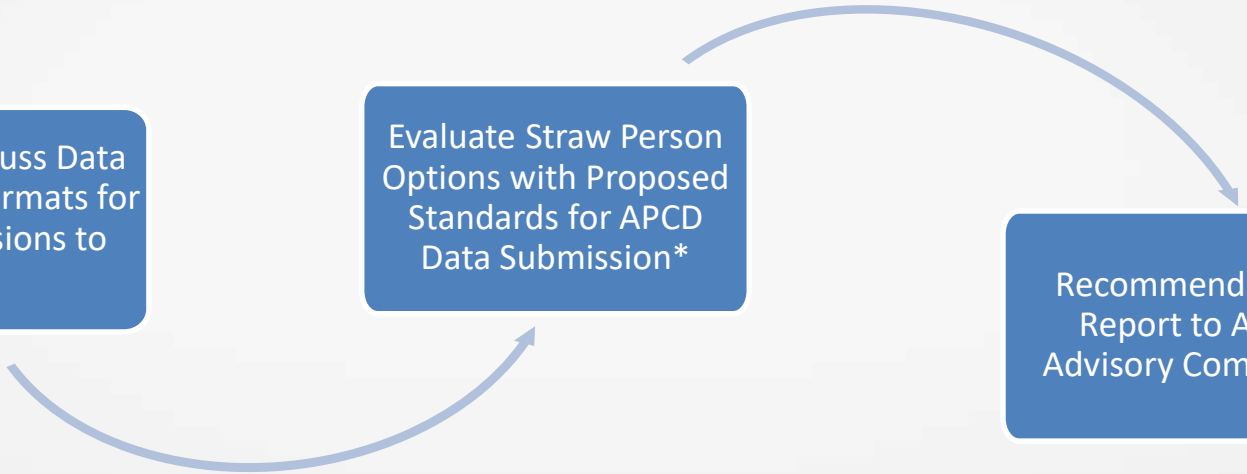 uss Data
rmats for
sions to
Evaluate Straw Person
Options with Proposed
Standards for APCD
Data Submission*
Recommend
Report to A
Advisory Com